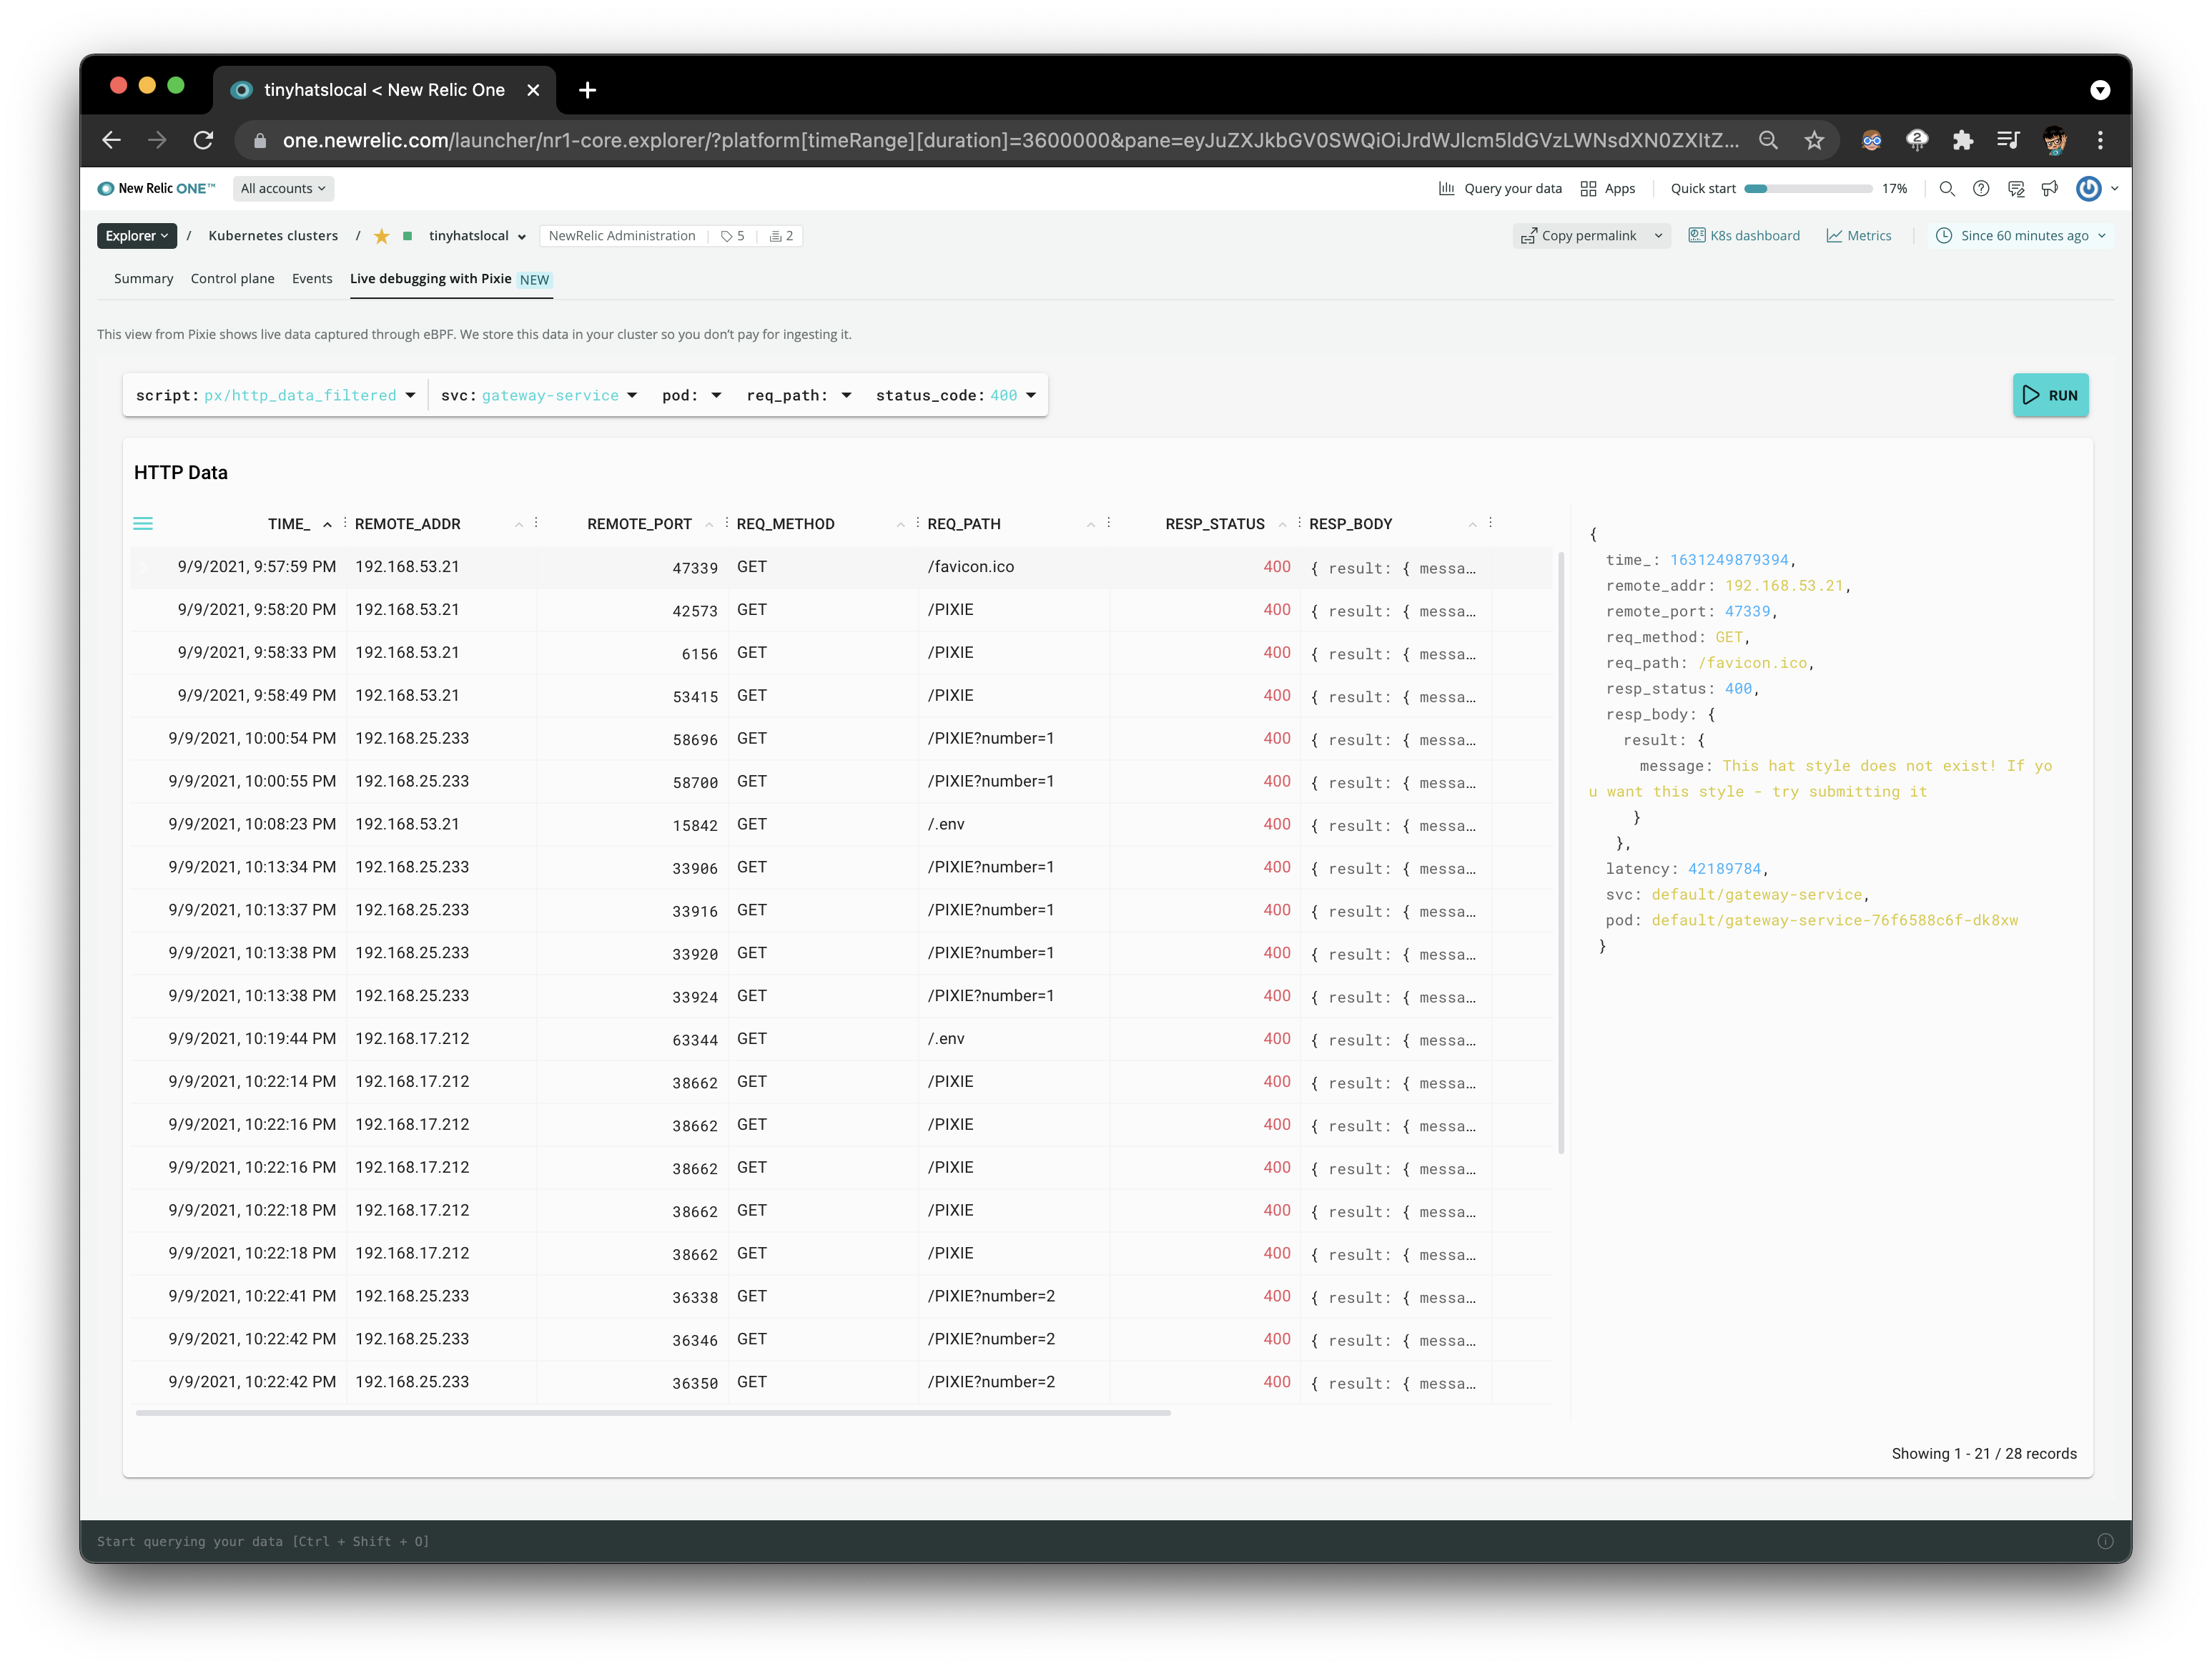 tinyhatslocal < New Relic One
one.newrelic.com/launcher/nr1-core.explorer/?platform[timeRange][duration]=3600000&pane=eyJuZXJkbGV0SWQiOiJrdWJlcm5ldGVzLWNsdXN0ZXItZ...
New Relic ONE™ All accounts Query your data Apps Quick start 17%
Explorer / Kubernetes clusters / tinyhatslocal NewRelic Administration 5 2 Copy permalink K8s dashboard Metrics Since 60 minutes ago
Summary Control plane Events Live debugging with Pixie NEW
This view from Pixie shows live data captured through eBPF. We store this data in your cluster so you don't pay for ingesting it.
script: px/http_data_filtered svc: gateway-service pod: req_path: status_code: 400 RUN
HTTP Data
TIME_ REMOTE_ADDR REMOTE_PORT REQ_METHOD REQ_PATH RESP_STATUS RESP_BODY
9/9/2021, 9:57:59 PM 192.168.53.21 47339 GET /favicon.ico 400 { result: { messa...
9/9/2021, 9:58:20 PM 192.168.53.21 42573 GET /PIXIE 400 { result: { messa...
9/9/2021, 9:58:33 PM 192.168.53.21 6156 GET /PIXIE 400 { result: { messa...
9/9/2021, 9:58:49 PM 192.168.53.21 53415 GET /PIXIE 400 { result: { messa...
9/9/2021, 10:00:54 PM 192.168.25.233 58696 GET /PIXIE?number=1 400 { result: { messa...
9/9/2021, 10:00:55 PM 192.168.25.233 58700 GET /PIXIE?number=1 400 { result: { messa...
9/9/2021, 10:08:23 PM 192.168.53.21 15842 GET /.env 400 { result: { messa...
9/9/2021, 10:13:34 PM 192.168.25.233 33906 GET /PIXIE?number=1 400 { result: { messa...
9/9/2021, 10:13:37 PM 192.168.25.233 33916 GET /PIXIE?number=1 400 { result: { messa...
9/9/2021, 10:13:38 PM 192.168.25.233 33920 GET /PIXIE?number=1 400 { result: { messa...
9/9/2021, 10:13:38 PM 192.168.25.233 33924 GET /PIXIE?number=1 400 { result: { messa...
9/9/2021, 10:19:44 PM 192.168.17.212 63344 GET /.env 400 { result: { messa...
9/9/2021, 10:22:14 PM 192.168.17.212 38662 GET /PIXIE 400 { result: { messa...
9/9/2021, 10:22:16 PM 192.168.17.212 38662 GET /PIXIE 400 { result: { messa...
9/9/2021, 10:22:16 PM 192.168.17.212 38662 GET /PIXIE 400 { result: { messa...
9/9/2021, 10:22:18 PM 192.168.17.212 38662 GET /PIXIE 400 { result: { messa...
9/9/2021, 10:22:18 PM 192.168.17.212 38662 GET /PIXIE 400 { result: { messa...
9/9/2021, 10:22:41 PM 192.168.25.233 36338 GET /PIXIE?number=2 400 { result: { messa...
9/9/2021, 10:22:42 PM 192.168.25.233 36346 GET /PIXIE?number=2 400 { result: { messa...
9/9/2021, 10:22:42 PM 192.168.25.233 36350 GET /PIXIE?number=2 400 { result: { messa...
{
time_: 1631249879394,
remote_addr: 192.168.53.21,
remote_port: 47339,
req_method: GET,
req_path: /favicon.ico,
resp_status: 400,
resp_body: {
result: {
message: This hat style does not exist! If yo
u want this style - try submitting it
}
},
latency: 42189784,
svc: default/gateway-service,
pod: default/gateway-service-76f6588c6f-dk8xw
}
Showing 1 - 21 / 28 records
Start querying your data [Ctrl + Shift + O]